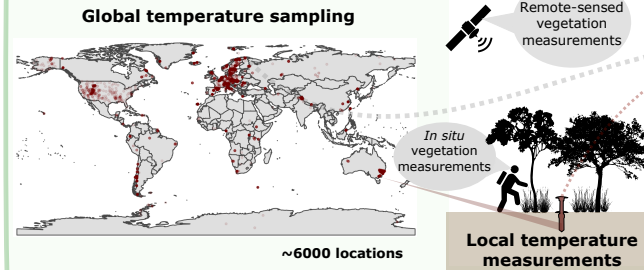 Global temperature sampling
~6000 locations
Remote-sensed
vegetation
measurements
In situ
vegetation
measurements
Local temperature
measurements